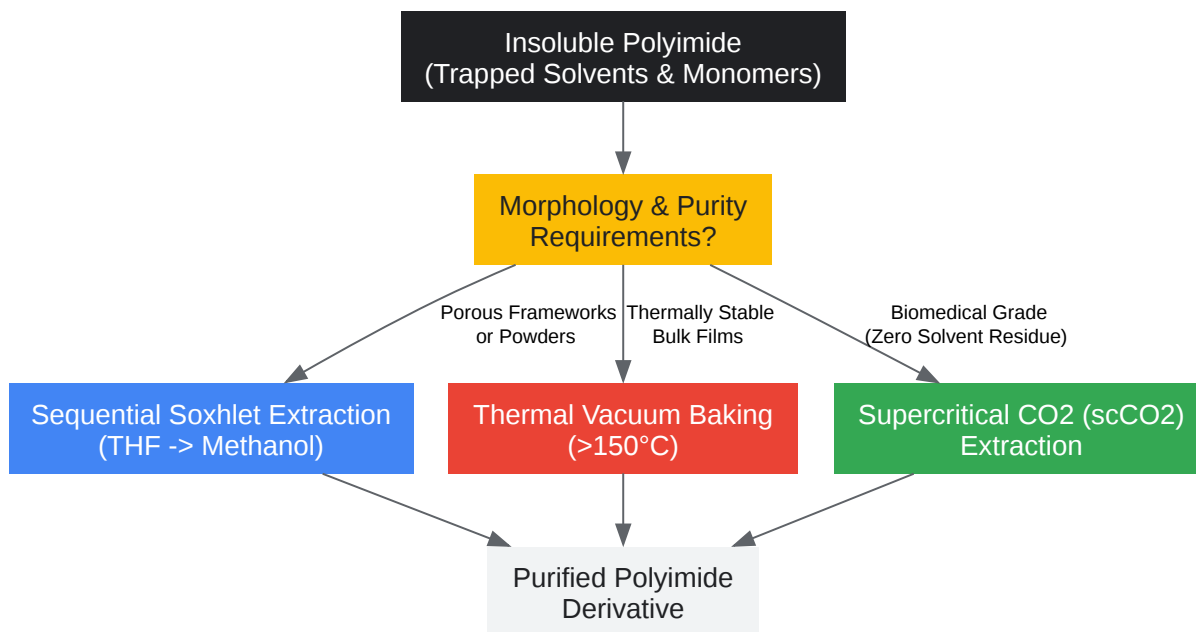 Insoluble Polyimide
(Trapped Solvents & Monomers)
Morphology & Purity
Requirements?
Porous Frameworks
or Powders
Thermally Stable
Bulk Films
Biomedical Grade
(Zero Solvent Residue)
Sequential Soxhlet Extraction
(THF -> Methanol)
Thermal Vacuum Baking
(>150°C)
Supercritical CO2 (scCO2)
Extraction
Purified Polyimide
Derivative